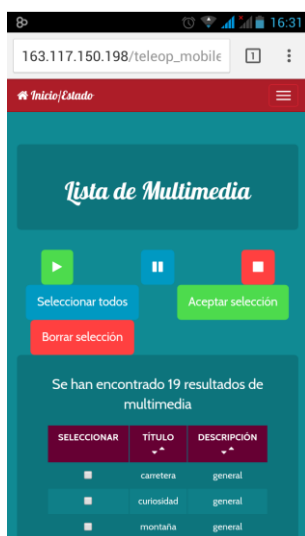 16:31
163.117.150.198/teleop_mobile
1
Inicio/Estado
Lista de Multimedia
Seleccionar todos
Aceptar selección
Borrar selección
Se han encontrado 19 resultados de
multimedia
SELECCIONAR TÍTULO DESCRIPCIÓN
carretera general
curiosidad general
montaña general